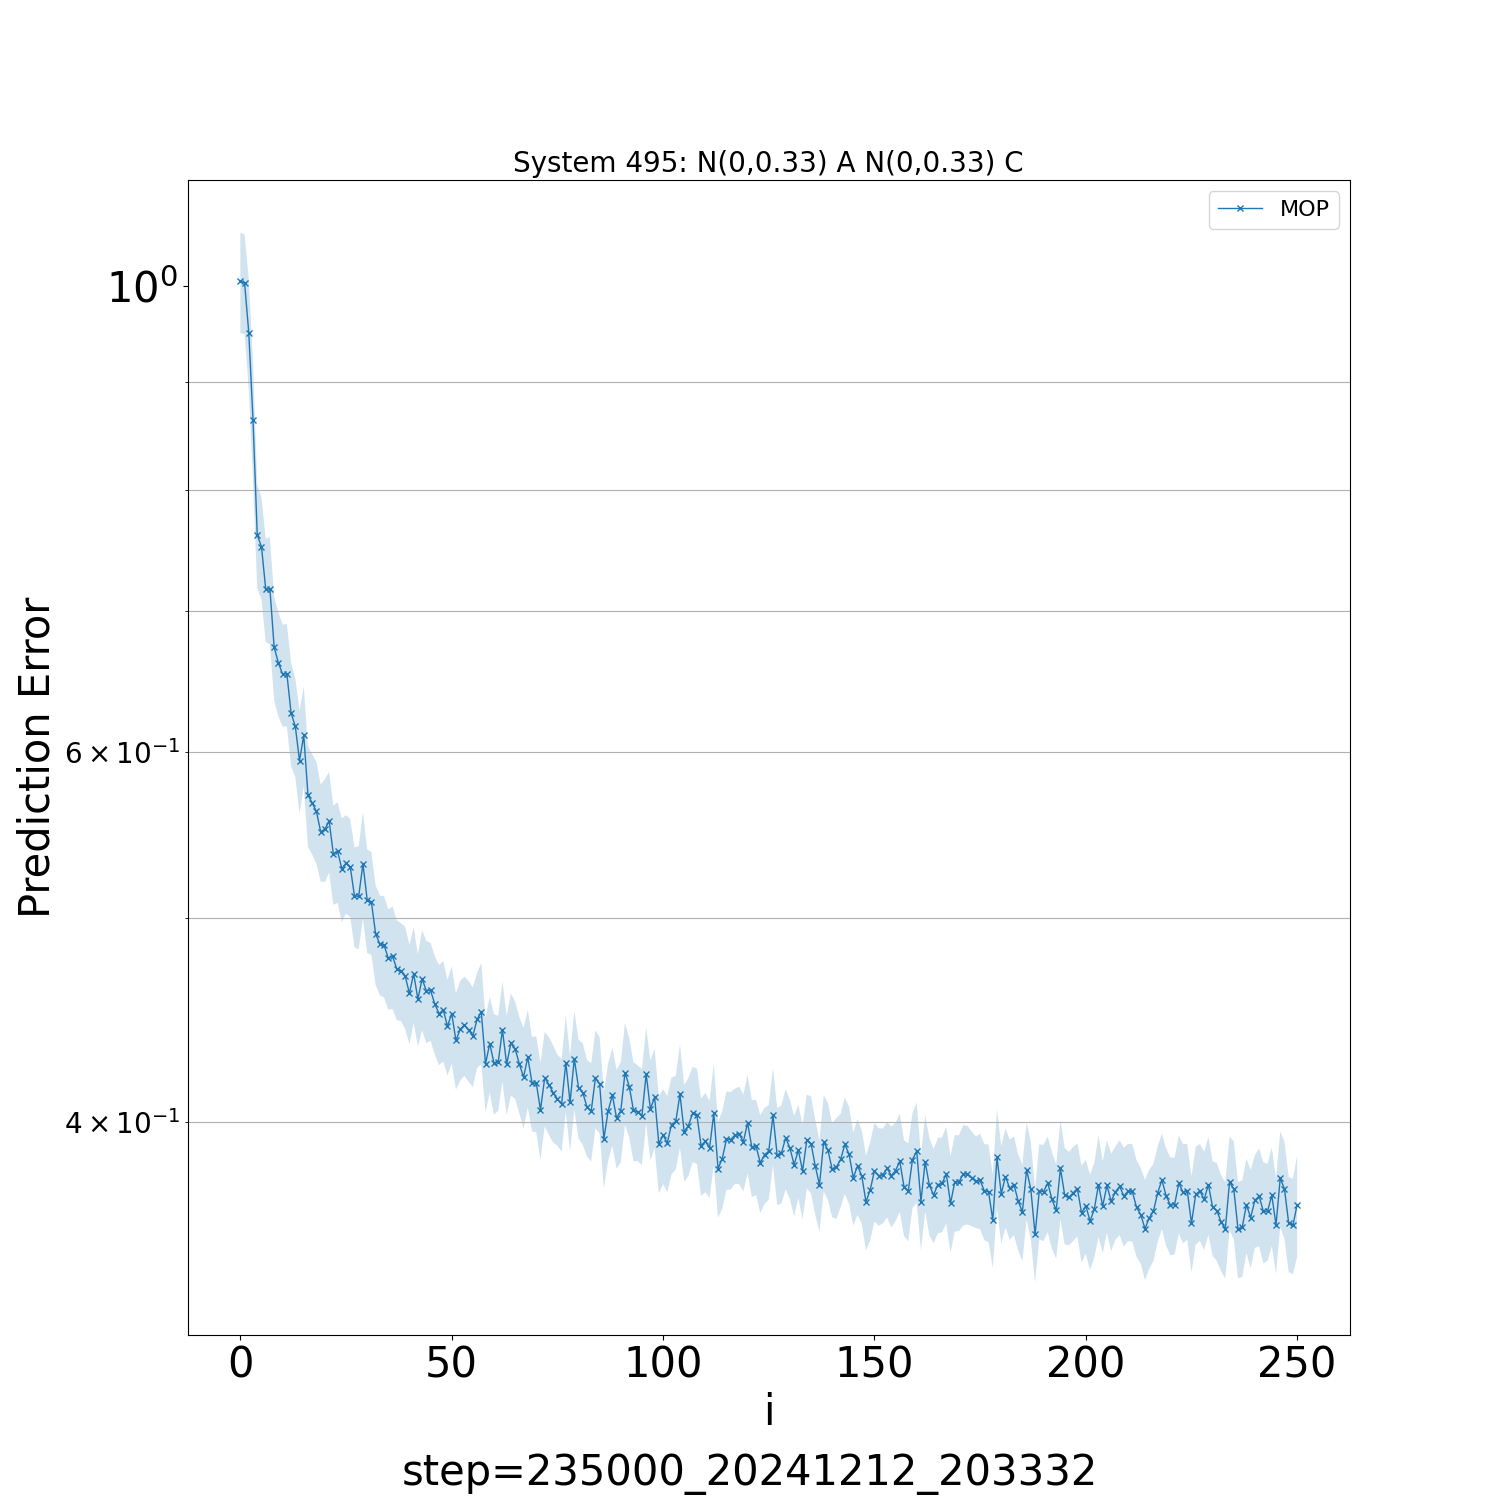 System 495: N(0,0.33) A N(0,0.33) C
MOP
10⁰
6 × 10⁻¹
4 × 10⁻¹
Prediction Error
0 50 100 150 200 250
i
step=235000_20241212_203332